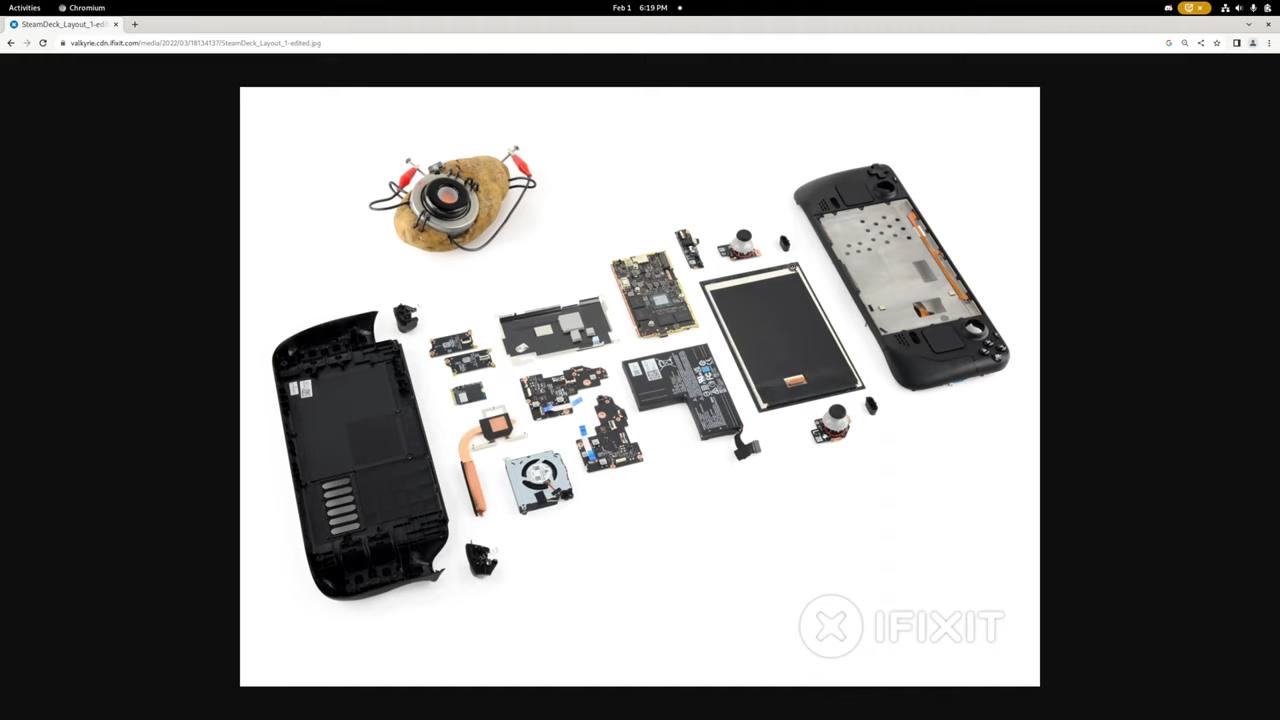 Activities
Chromium
Feb 1 6:19 PM
SteamDeck_Layout_1-edit
valkyrie.cdn.ifixit.com/media/2022/03/18134137/SteamDeck_Layout_1-edited.jpg
IFIXIT